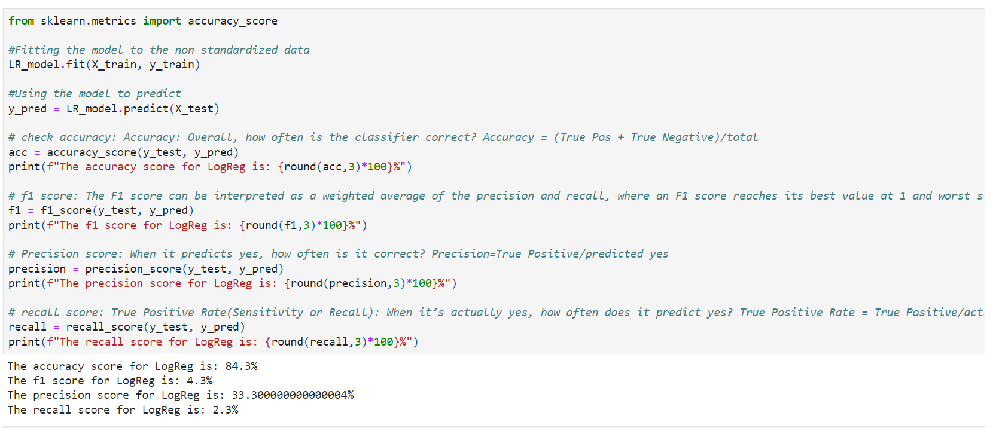 from sklearn.metrics import accuracy_score
#Fitting the model to the non standardized data
LR_model.fit(X_train, y_train)
#Using the model to predict
y_pred = LR_model.predict(X_test)
# check accuracy: Accuracy: Overall, how often is the classifier correct? Accuracy = (True Pos + True Negative)/total
acc = accuracy_score(y_test, y_pred)
print(f"The accuracy score for LogReg is: {round(acc,3)*100}%")
# f1 score: The F1 score can be interpreted as a weighted average of the precision and recall, where an F1 score reaches its best value at 1 and worst s
f1 = f1_score(y_test, y_pred)
print(f"The f1 score for LogReg is: {round(f1,3)*100}%")
# Precision score: When it predicts yes, how often is it correct? Precision=True Positive/predicted yes
precision = precision_score(y_test, y_pred)
print(f"The precision score for LogReg is: {round(precision,3)*100}%")
# recall score: True Positive Rate(Sensitivity or Recall): When it’s actually yes, how often does it predict yes? True Positive Rate = True Positive/act
recall = recall_score(y_test, y_pred)
print(f"The recall score for LogReg is: {round(recall,3)*100}%")
The accuracy score for LogReg is: 84.3%
The f1 score for LogReg is: 4.3%
The precision score for LogReg is: 33.300000000000004%
The recall score for LogReg is: 2.3%